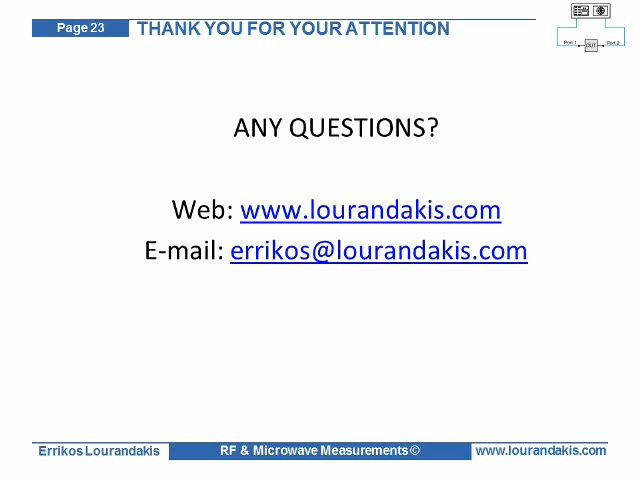 Page 23
THANK YOU FOR YOUR ATTENTION
Port 1
DUT
Port 2
ANY QUESTIONS?
Web: www.lourandakis.com
E-mail: errikos@lourandakis.com
Errikos Lourandakis
RF & Microwave Measurements ©
www.lourandakis.com